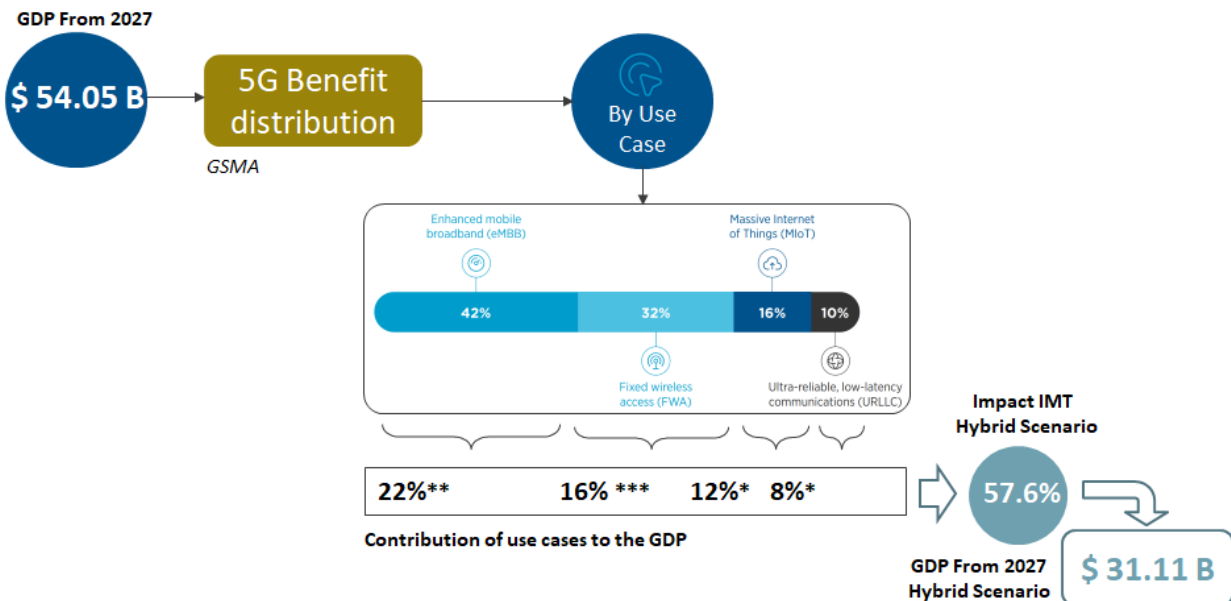 GDP From 2027
$ 54.05 B
5G Benefit
distribution
GSMA
By Use
Case
Enhanced mobile
broadband (eMBB)
Massive Internet
of Things (MIoT)
42%
32%
16%
10%
Fixed wireless
access (FWA)
Ultra-reliable, low-latency
communications (URLLC)
22%**
16% ***
12%*
8%*
Contribution of use cases to the GDP
Impact IMT
Hybrid Scenario
57.6%
GDP From 2027
Hybrid Scenario
$ 31.11 B